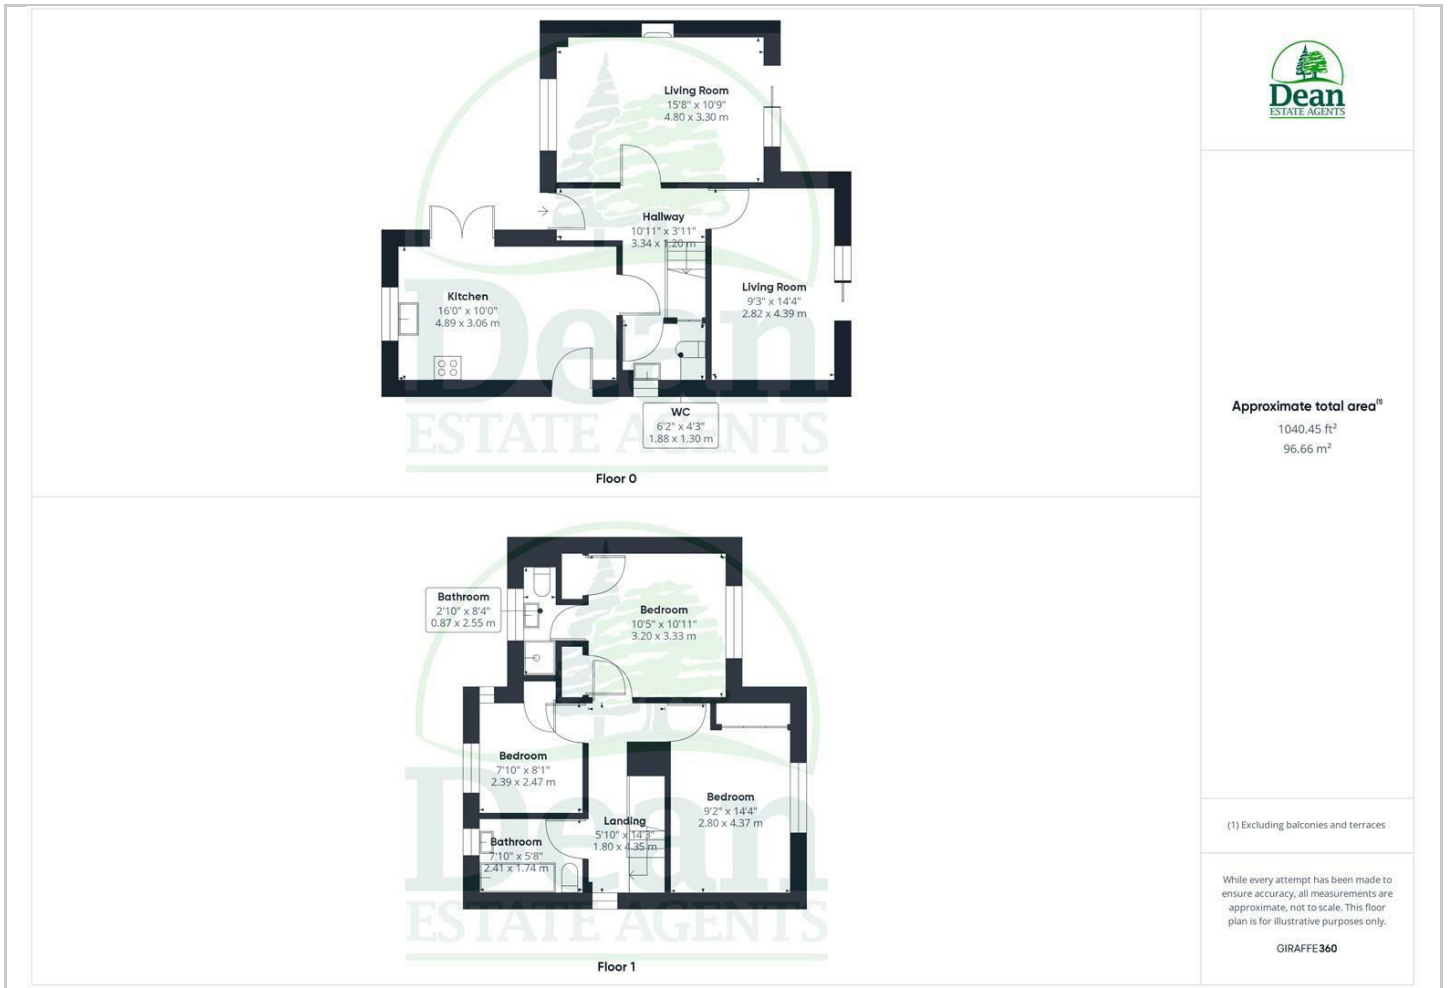 Living Room
15'8" x 10'9"
4.80 x 3.30 m
Hallway
10'11" x 3'11"
3.34 x 1.20 m
Kitchen
16'0" x 10'0"
4.89 x 3.06 m
Living Room
9'3" x 14'4"
2.82 x 4.39 m
WC
6'2" x 4'3"
1.88 x 1.30 m
Dean
ESTATE AGENTS
Floor 0
Bathroom
2'10" x 8'4"
0.87 x 2.55 m
Bedroom
10'5" x 10'11"
3.20 x 3.33 m
Bedroom
7'10" x 8'1"
2.39 x 2.47 m
Bedroom
9'2" x 14'4"
2.80 x 4.37 m
Landing
5'10" x 14'3"
1.80 x 4.35 m
Bathroom
7'10" x 5'8"
2.41 x 1.74 m
Dean
ESTATE AGENTS
Floor 1
Dean
ESTATE AGENTS
Approximate total area(1)
1040.45 ft²
96.66 m²
(1) Excluding balconies and terraces
While every attempt has been made to
ensure accuracy, all measurements are
approximate, not to scale. This floor
plan is for illustrative purposes only.
GIRAFFE360